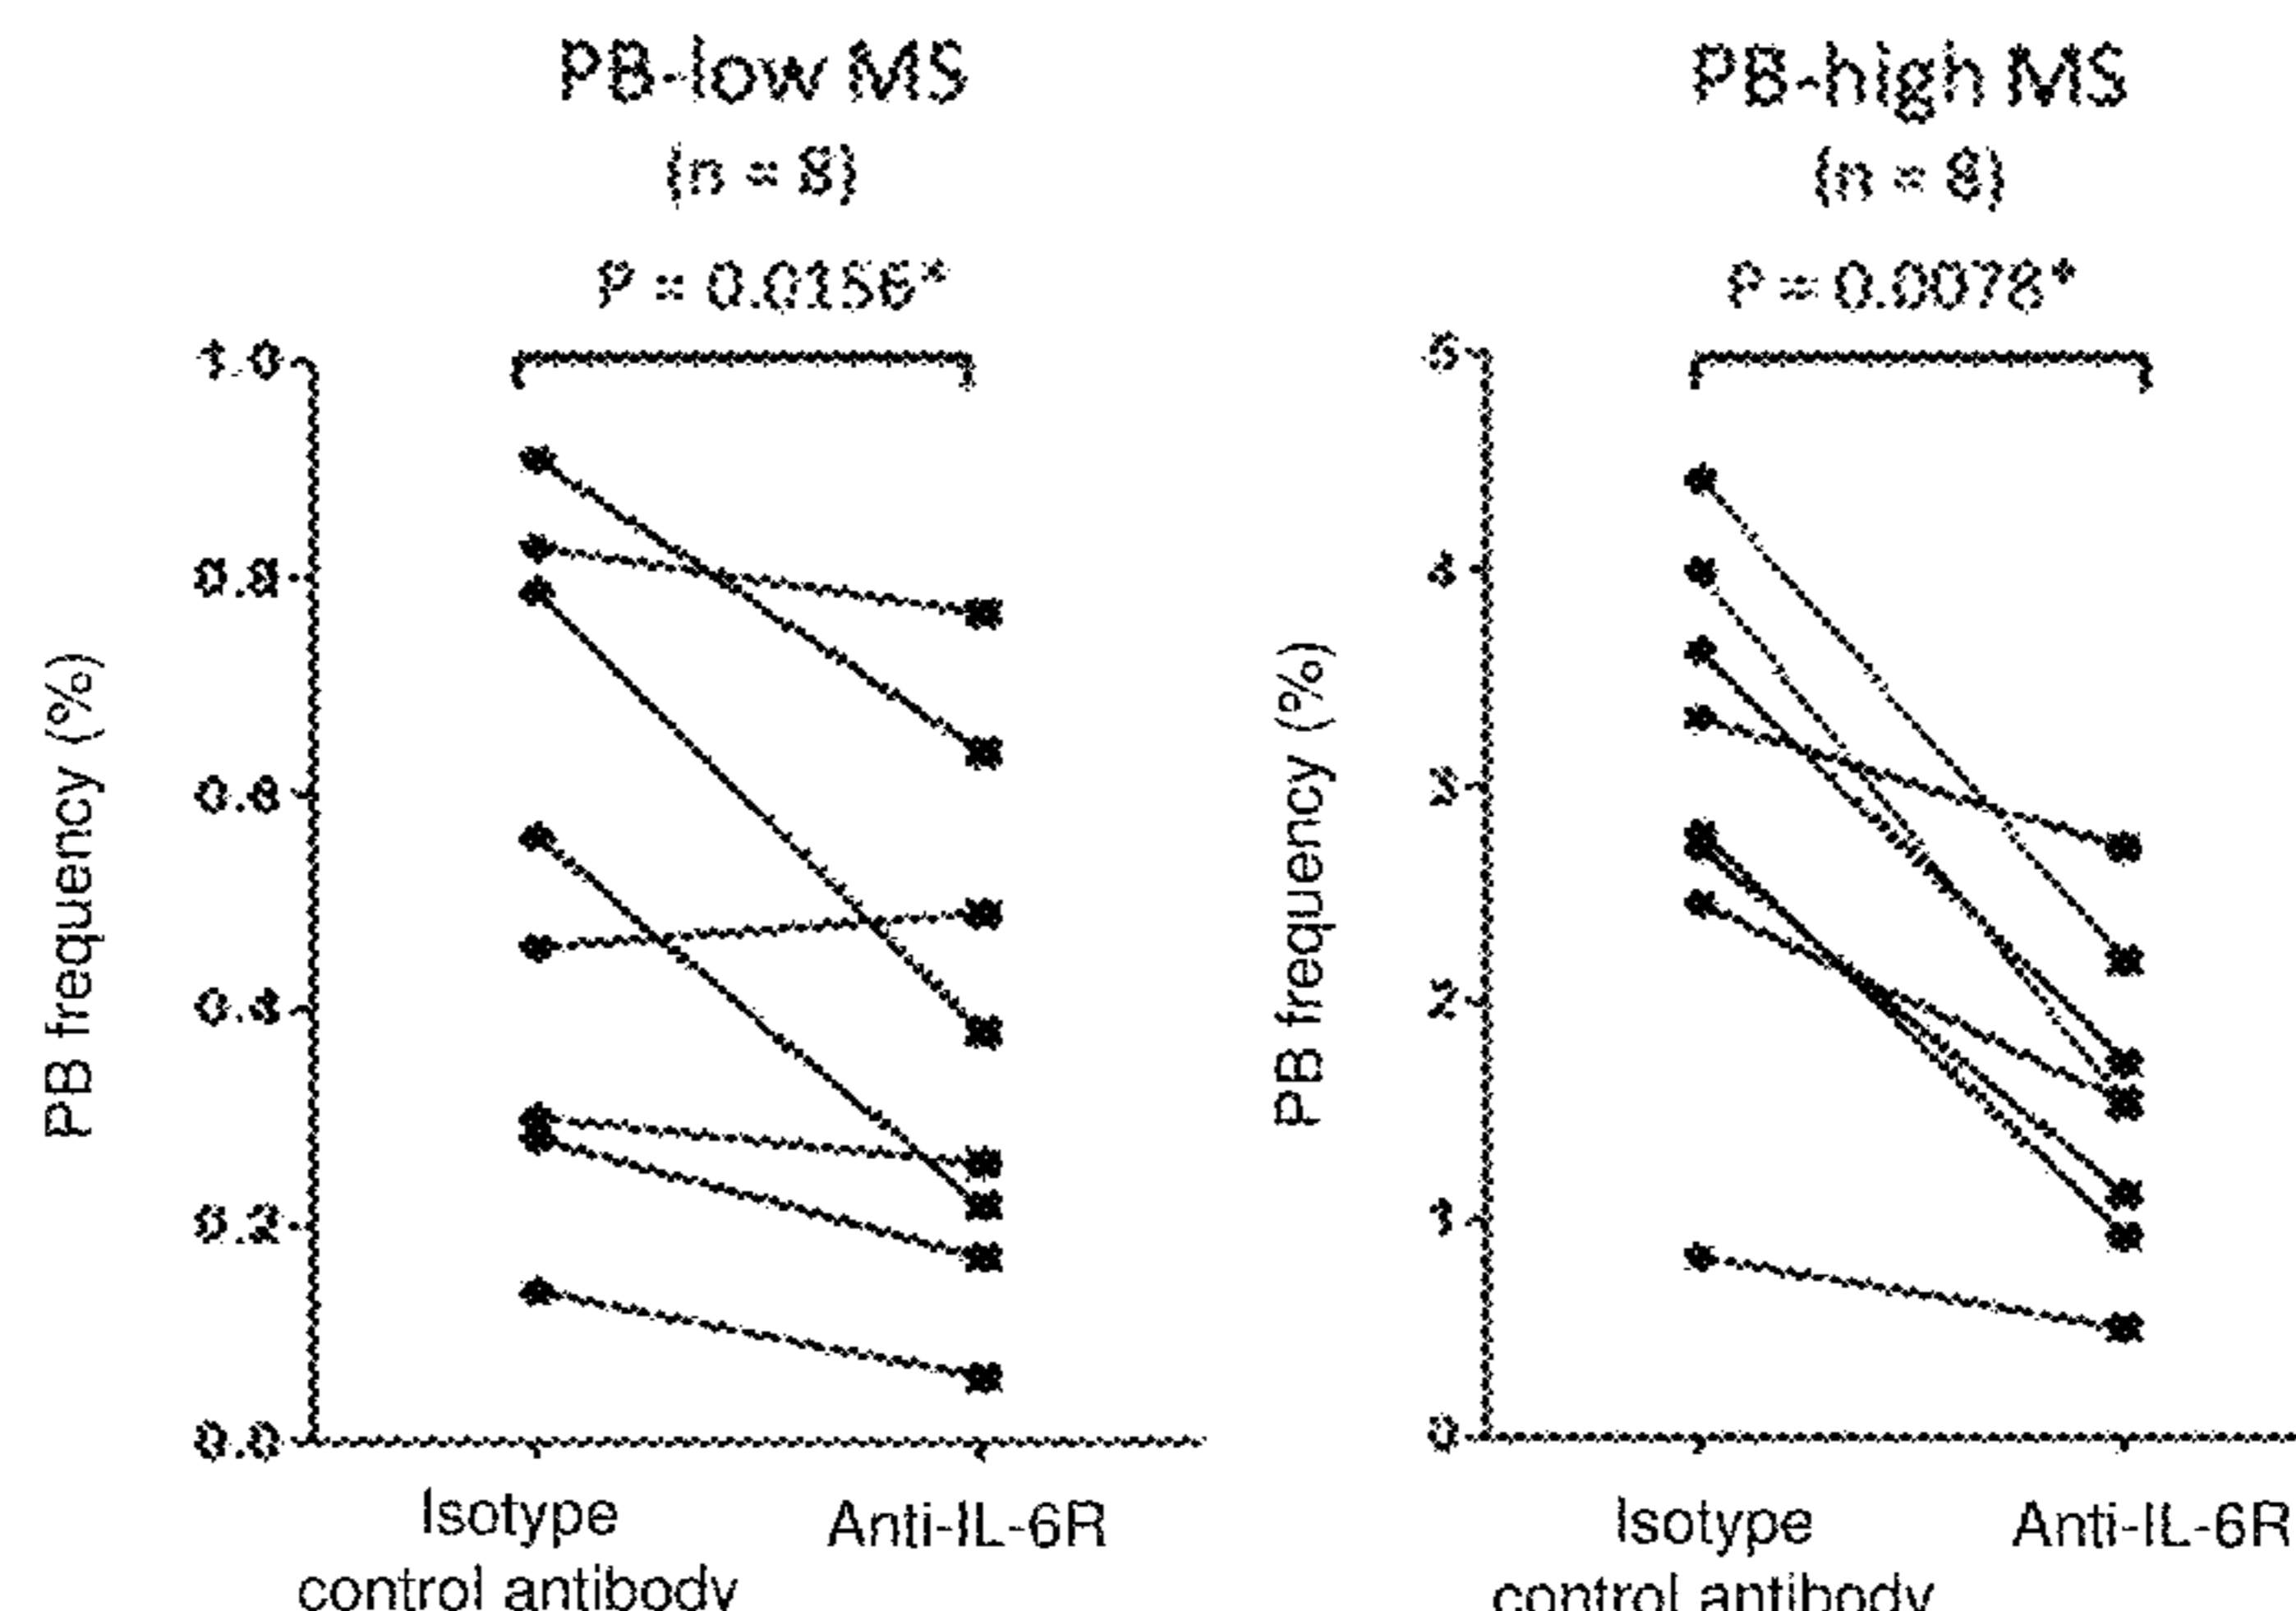 PB-low MS
(n = 8)
P = 0.0156*
1.0
0.8
0.6
0.4
0.2
0.0
PB frequency (%)
Isotype
control antibody
Anti-IL-6R
PB-high MS
(n = 8)
P = 0.0078*
5
4
3
2
1
0
PB frequency (%)
Isotype
control antibody
Anti-IL-6R